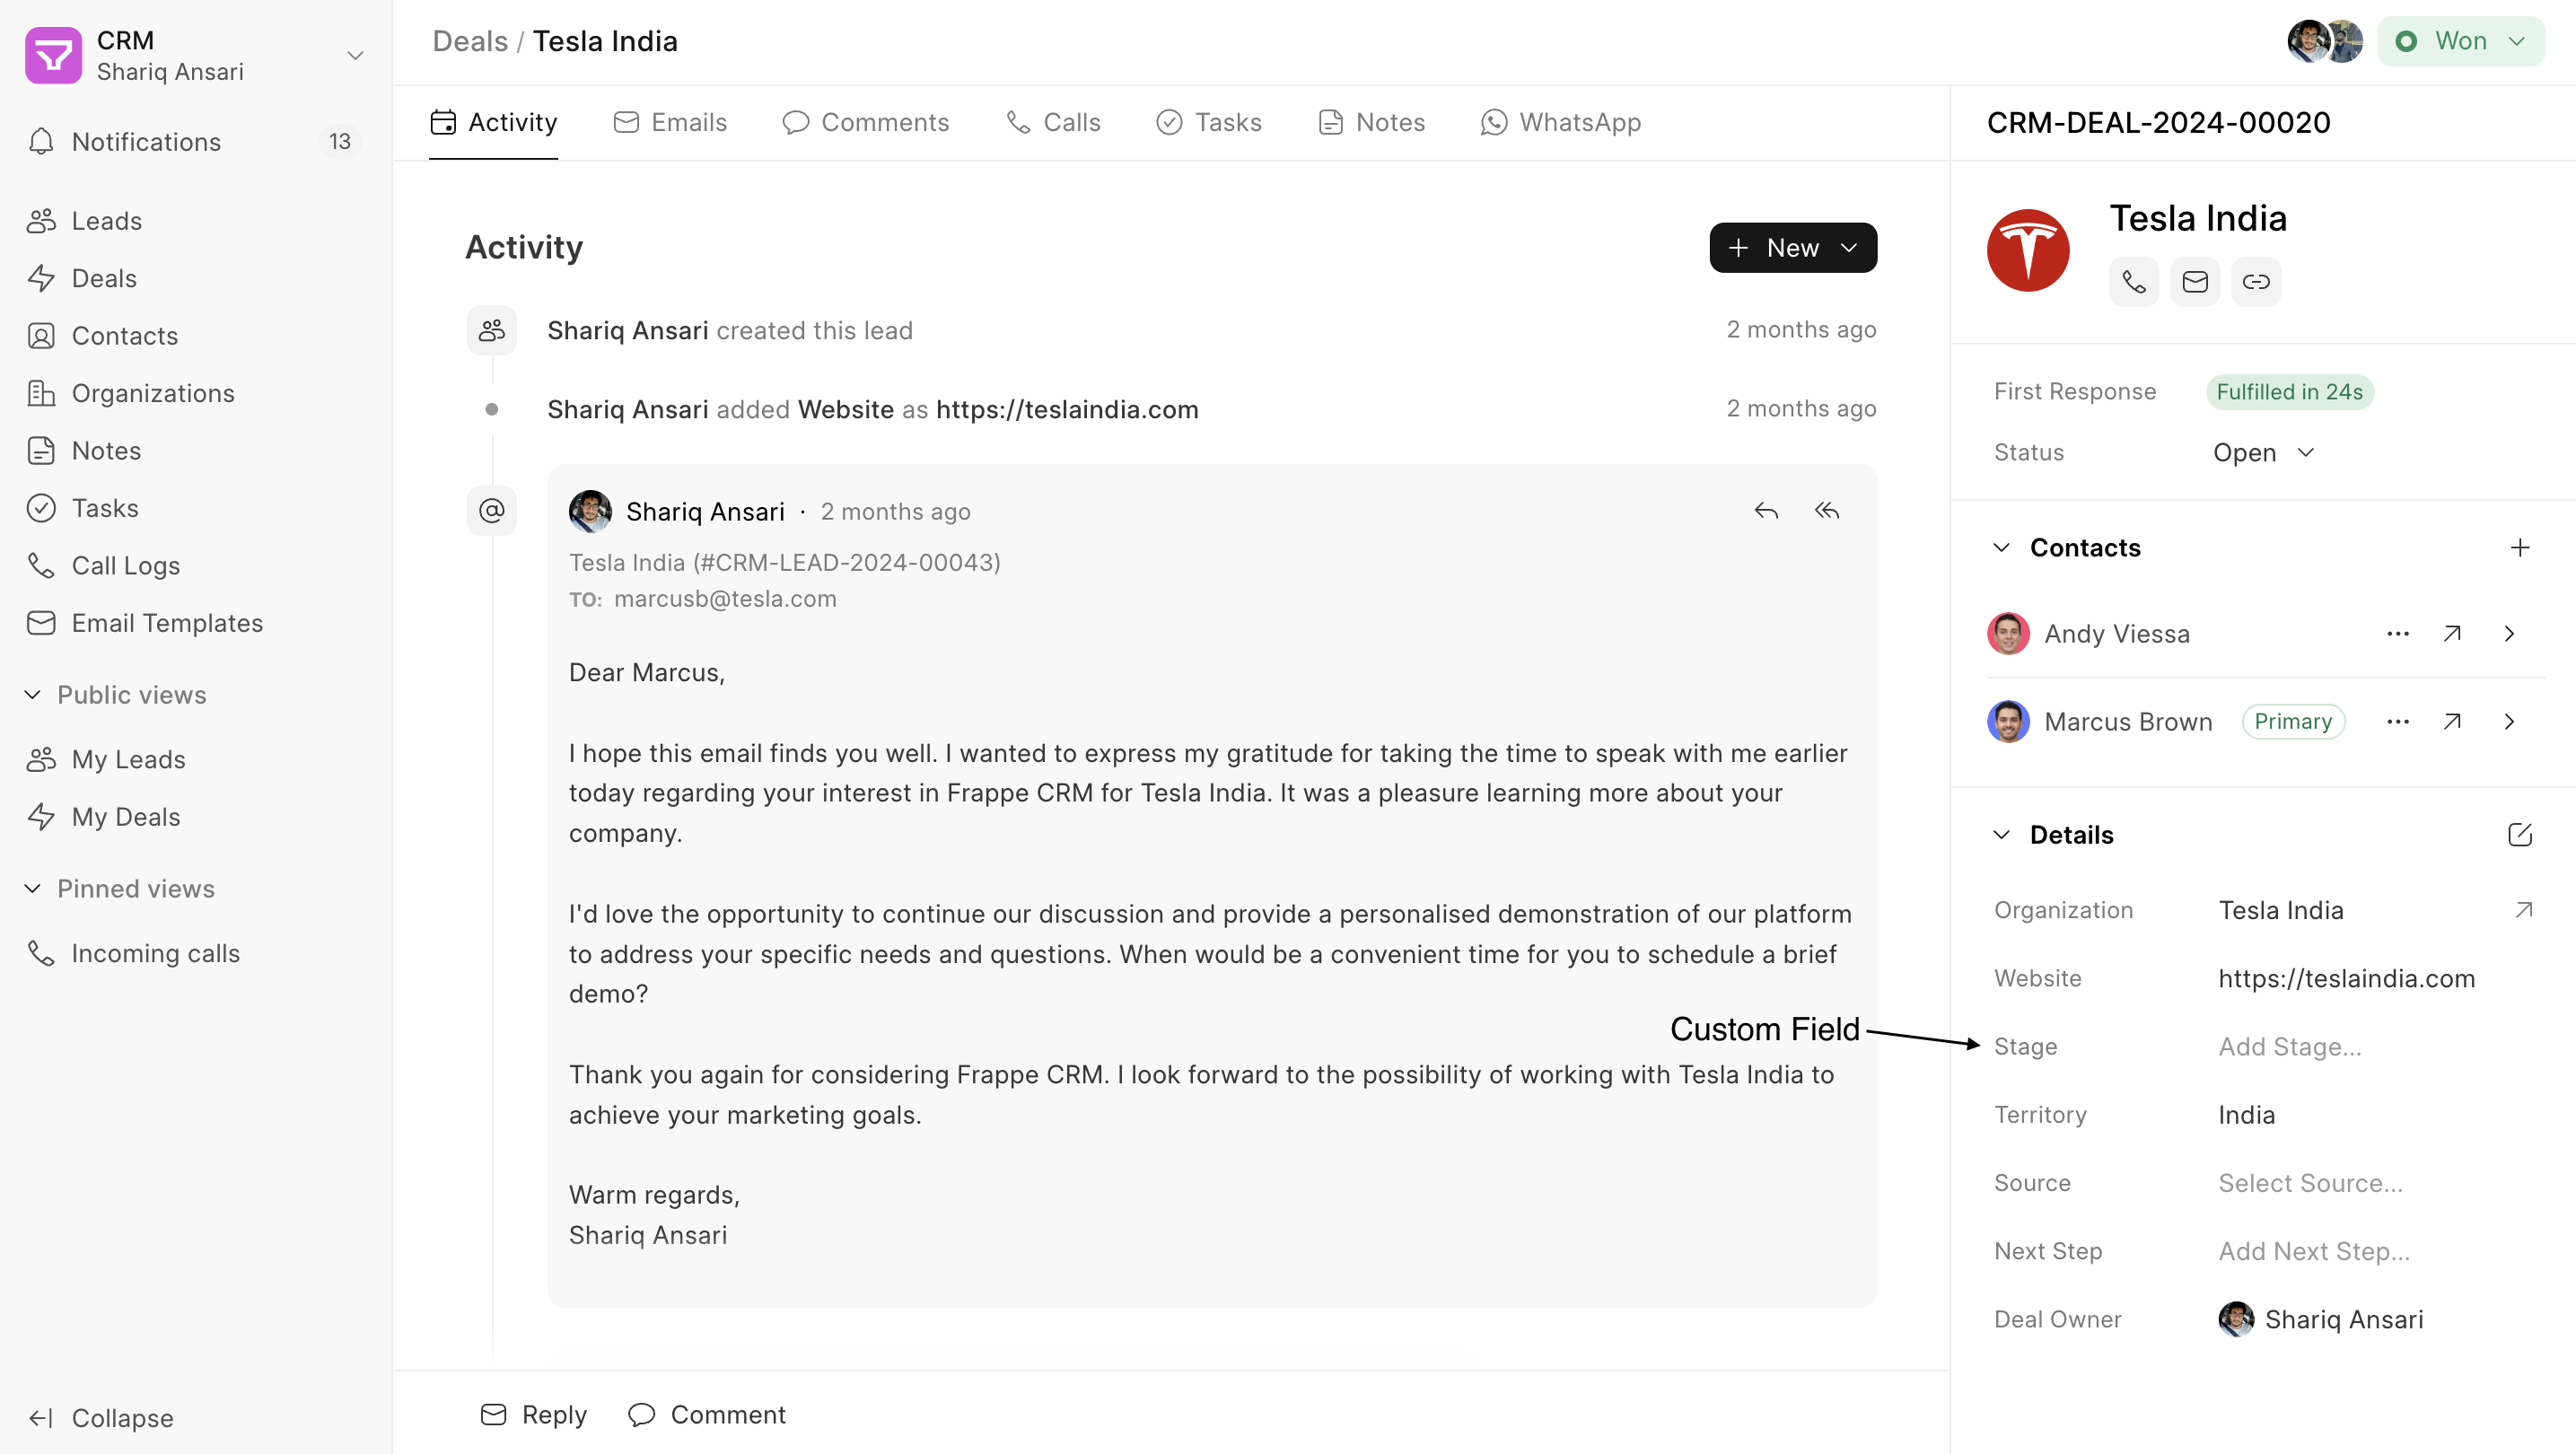 CRM
Shariq Ansari
Notifications
13
Leads
Deals
Contacts
Organizations
Notes
Tasks
Call Logs
Email Templates
Public views
My Leads
My Deals
Pinned views
Incoming calls
Collapse
Deals / Tesla India
Won
Activity
Emails
Comments
Calls
Tasks
Notes
WhatsApp
Activity
New
Shariq Ansari created this lead
2 months ago
Shariq Ansari added Website as https://teslaindia.com
2 months ago
Shariq Ansari · 2 months ago
Tesla India (#CRM-LEAD-2024-00043)
TO: marcusb@tesla.com
Dear Marcus,
I hope this email finds you well. I wanted to express my gratitude for taking the time to speak with me earlier
today regarding your interest in Frappe CRM for Tesla India. It was a pleasure learning more about your
company.
I'd love the opportunity to continue our discussion and provide a personalised demonstration of our platform
to address your specific needs and questions. When would be a convenient time for you to schedule a brief
demo?
Thank you again for considering Frappe CRM. I look forward to the possibility of working with Tesla India to
achieve your marketing goals.
Warm regards,
Shariq Ansari
Reply
Comment
Custom Field
CRM-DEAL-2024-00020
Tesla India
First Response
Fulfilled in 24s
Status
Open
Contacts
Andy Viessa
Marcus Brown
Primary
Details
Organization
Tesla India
Website
https://teslaindia.com
Stage
Add Stage...
Territory
India
Source
Select Source...
Next Step
Add Next Step...
Deal Owner
Shariq Ansari